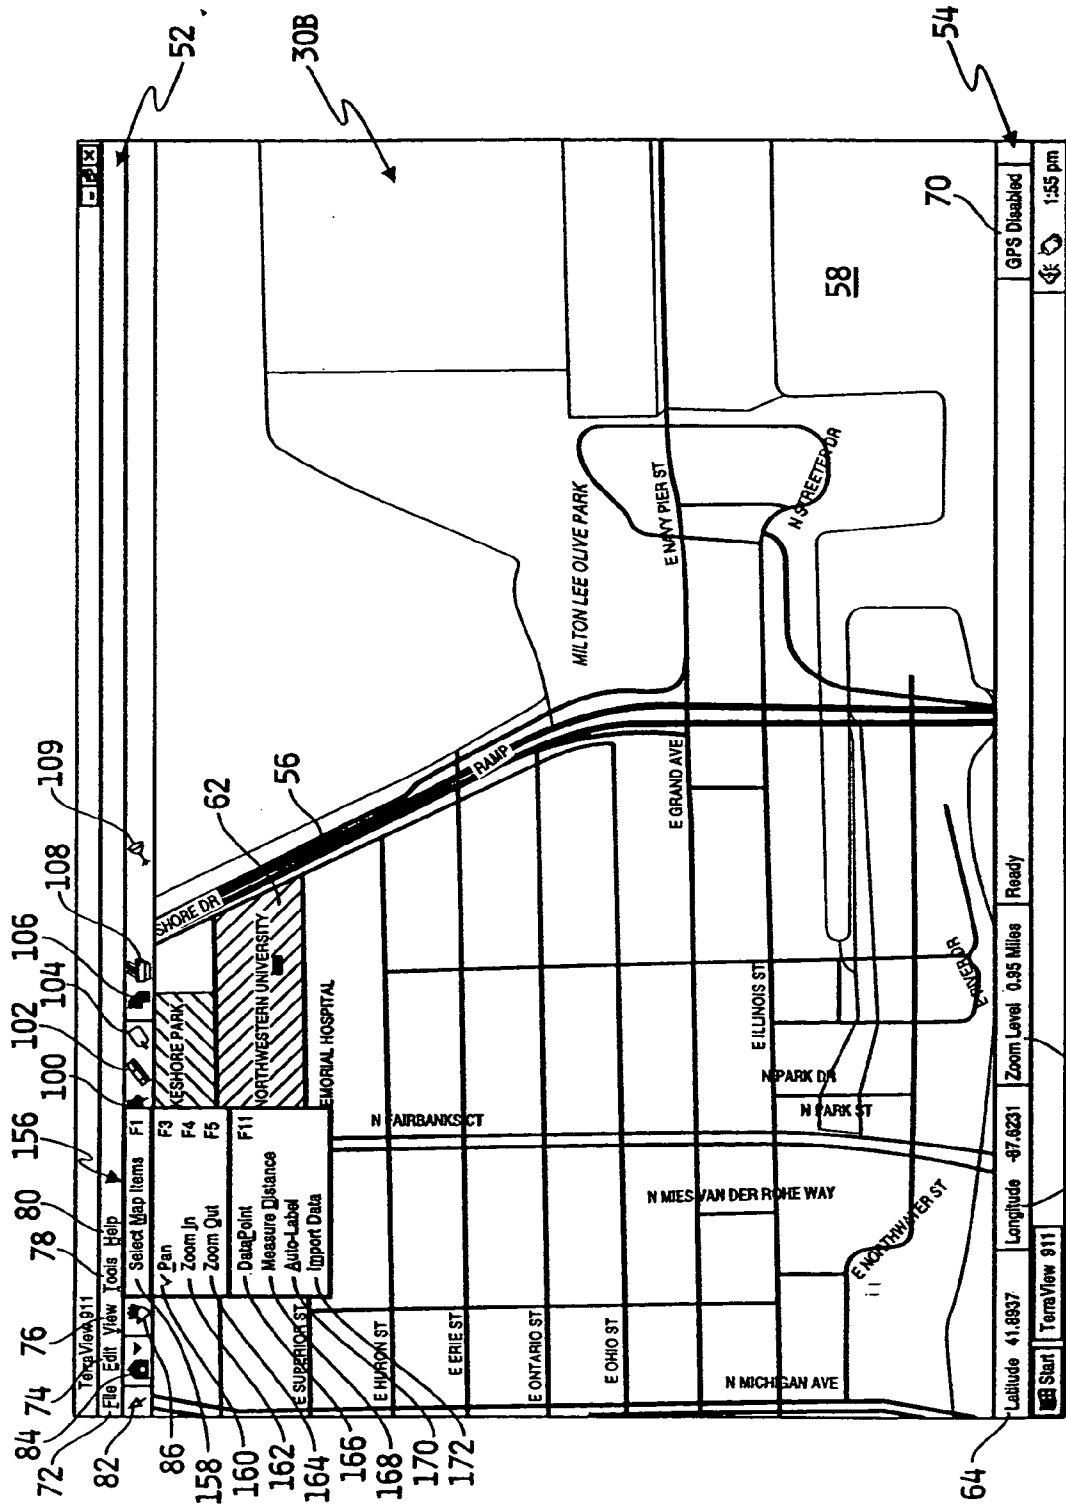 TerraView 911
File Edit View Tools Help
Select Map Items F1
Pan F3
Zoom In F4
Zoom Out F5
DataPoint F11
Measure Distance
Auto-Label
Import Data
KESHORE PARK
SHORE DR
NORTHWESTERN UNIVERSITY
EMORIAL HOSPITAL
RAMP
MILTON LEE OLIVE PARK
E NAVY PIER ST
N STREETER DR
E GRAND AVE
E ILLINOIS ST
N FAIRBANKS CT
N PARK DR
N PARK ST
E RIVER DR
N MIES VAN DER ROHE WAY
E NORTHWATER ST
N MICHIGAN AVE
E SUPERIOR ST
E HURON ST
E ERIE ST
E ONTARIO ST
E OHIO ST
Latitude 41.8937 Longitude -87.6231 Zoom Level 0.95 Miles Ready GPS Disabled
Start TerraView 911 1:55 pm
72
84
74
76
78
80
156
100
102
104
106
108
109
52
30B
54
82
86
158
160
162
164
166
168
170
172
62
56
58
70
64